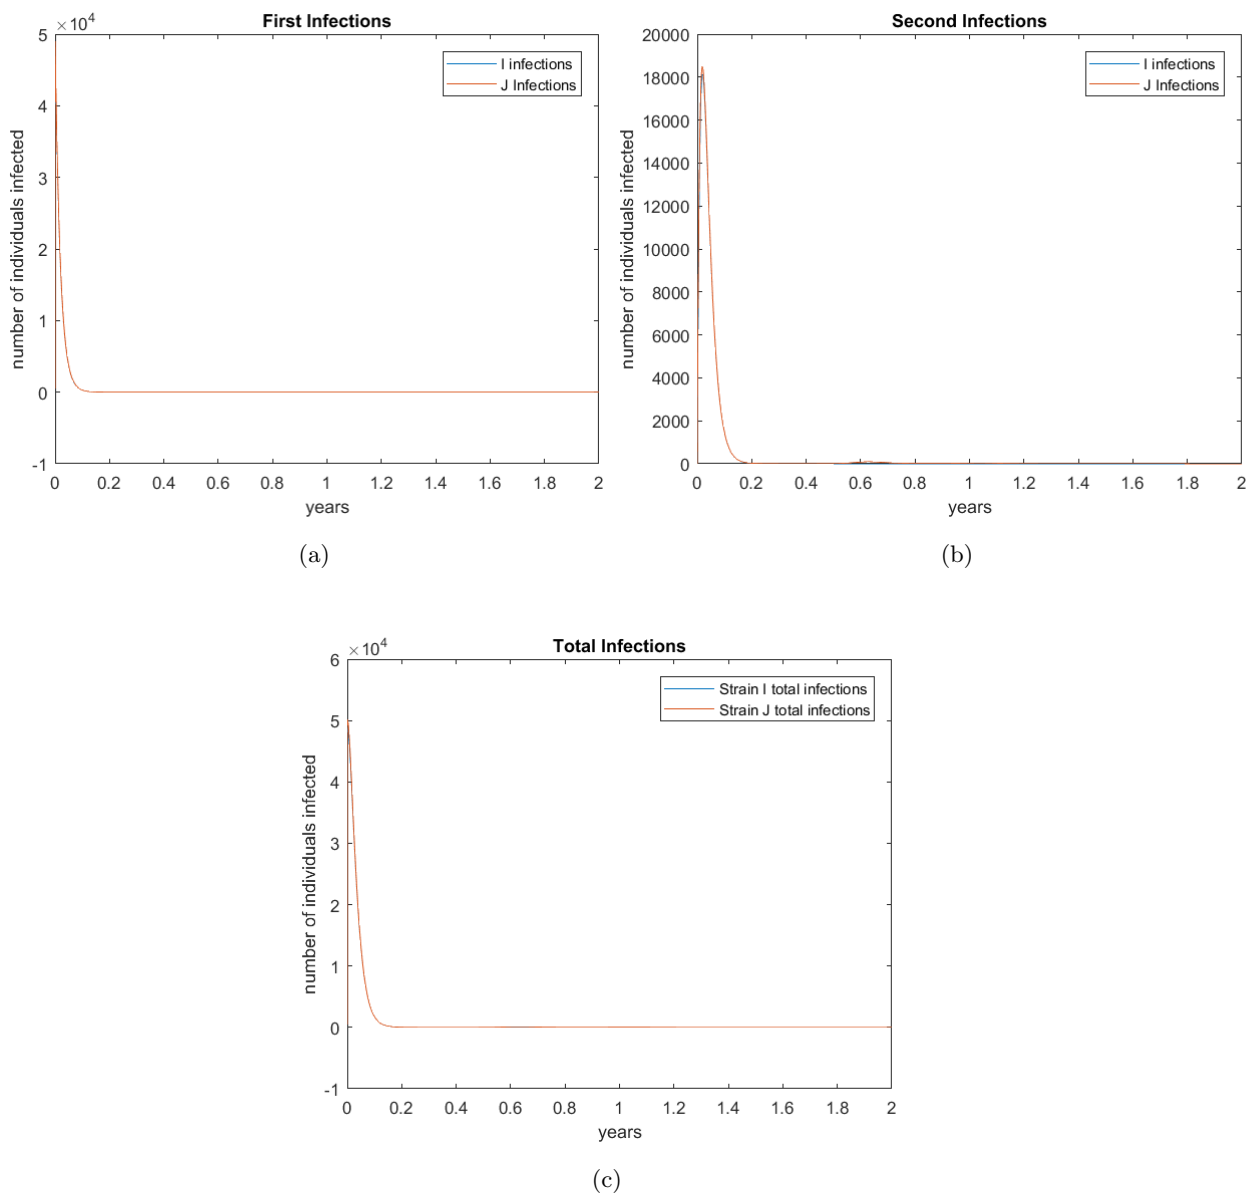 First Infections
×10^4
5
4
3
2
1
0
-1
number of individuals infected
I infections
J Infections
0 0.2 0.4 0.6 0.8 1 1.2 1.4 1.6 1.8 2
years
(a)
Second Infections
20000
18000
16000
14000
12000
10000
8000
6000
4000
2000
0
number of individuals infected
I infections
J Infections
0 0.2 0.4 0.6 0.8 1 1.2 1.4 1.6 1.8 2
years
(b)
Total Infections
×10^4
6
5
4
3
2
1
0
-1
number of individuals infected
Strain I total infections
Strain J total infections
0 0.2 0.4 0.6 0.8 1 1.2 1.4 1.6 1.8 2
years
(c)